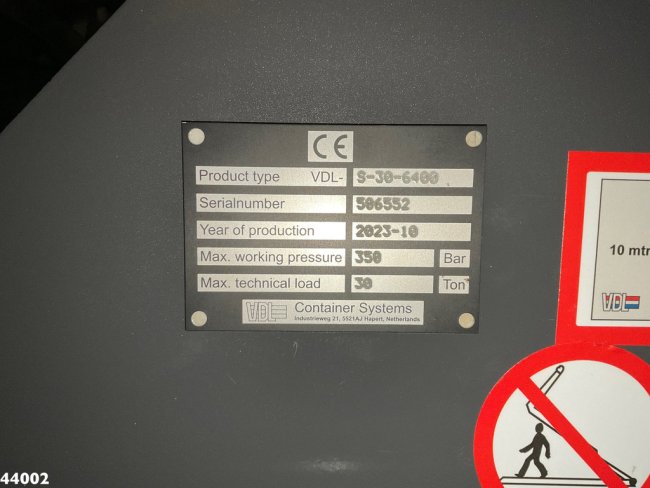 CE
Product type VDL- S-30-6400
Serialnumber 506552
Year of production 2023-10
Max. working pressure 350 Bar
Max. technical load 30 Ton
VDL Container Systems
Industrieweg 21, 5521AJ Hapert, Netherlands
10 mtr
VDL
44002